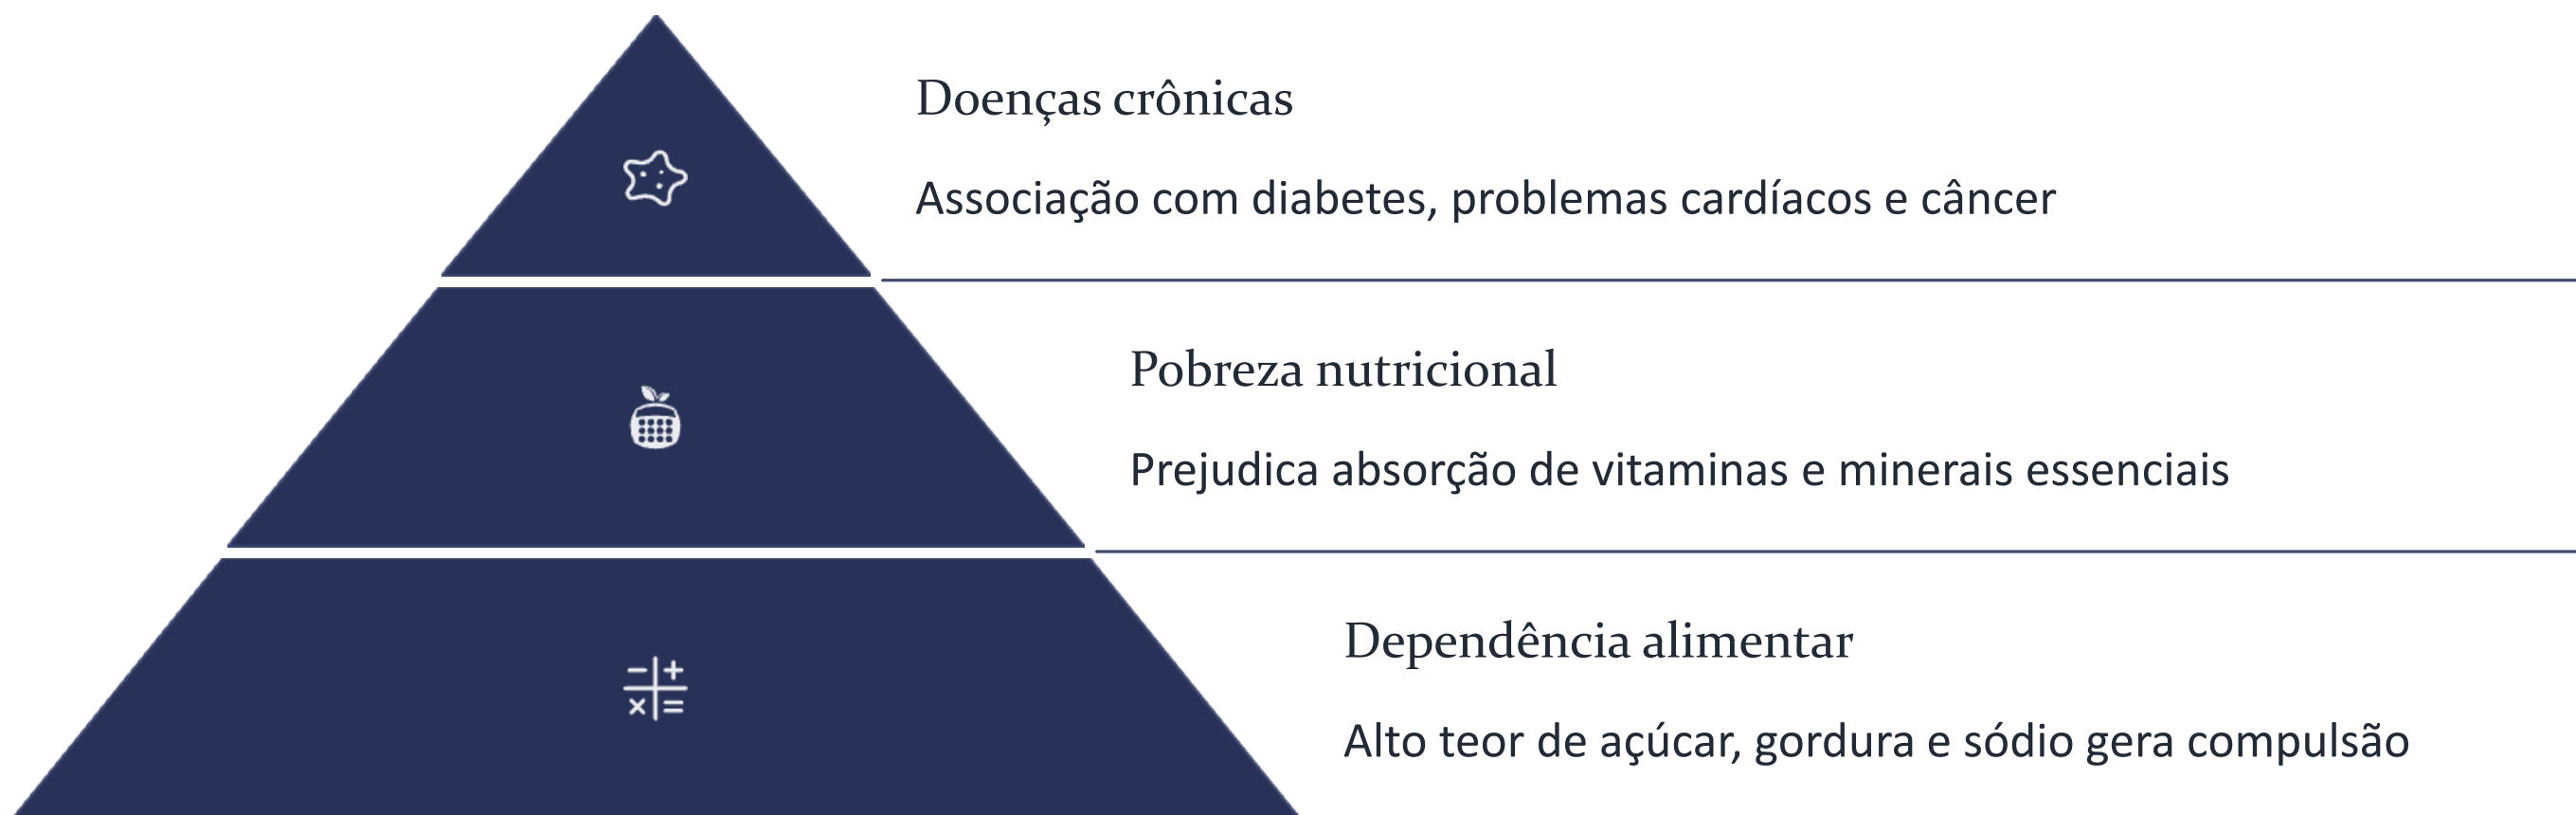 Doenças crônicas
Associação com diabetes, problemas cardíacos e câncer
Pobreza nutricional
Prejudica absorção de vitaminas e minerais essenciais
Dependência alimentar
Alto teor de açúcar, gordura e sódio gera compulsão